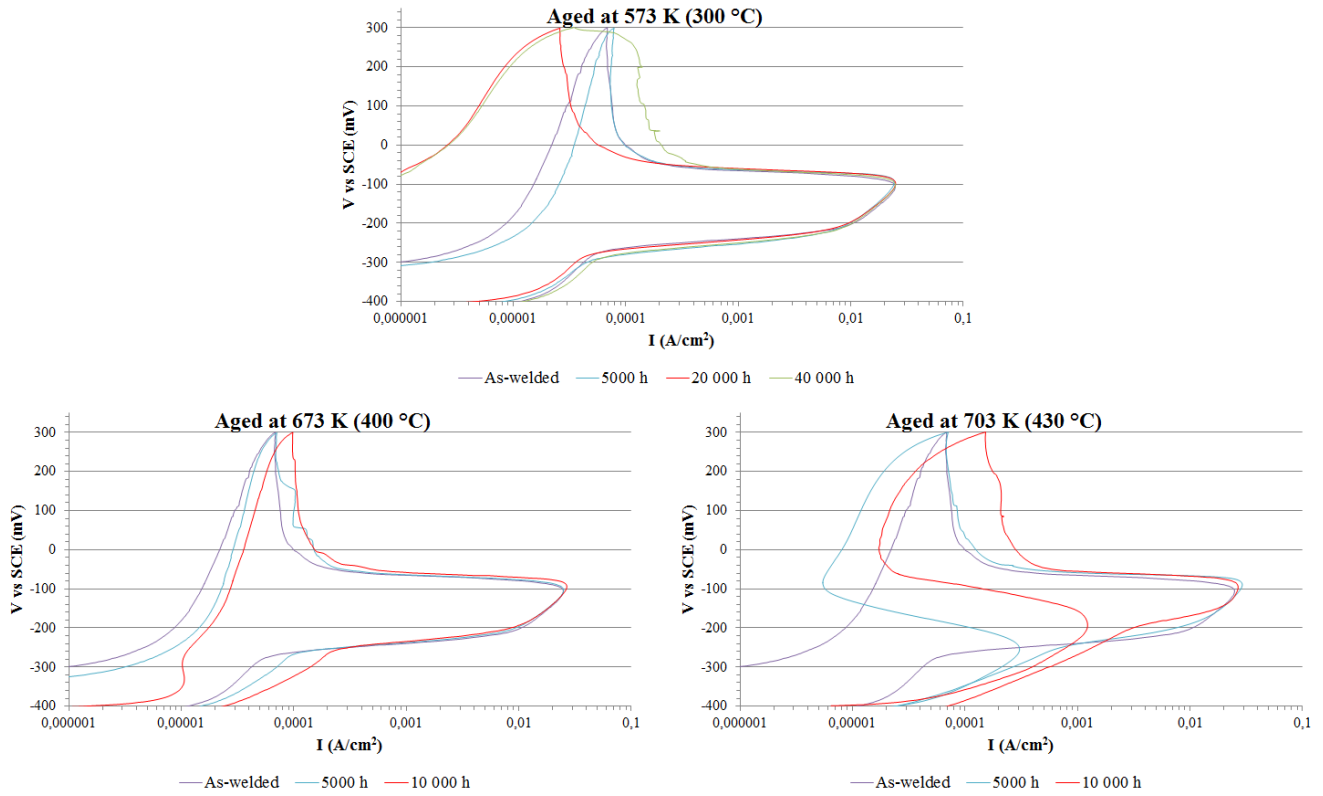 Aged at 573 K (300 °C)
V vs SCE (mV)
300
200
100
0
-100
-200
-300
-400
0,000001 0,00001 0,0001 0,001 0,01 0,1
I (A/cm²)
As-welded 5000 h 20 000 h 40 000 h
Aged at 673 K (400 °C)
V vs SCE (mV)
300
200
100
0
-100
-200
-300
-400
0,000001 0,00001 0,0001 0,001 0,01 0,1
I (A/cm²)
As-welded 5000 h 10 000 h
Aged at 703 K (430 °C)
V vs SCE (mV)
300
200
100
0
-100
-200
-300
-400
0,000001 0,00001 0,0001 0,001 0,01 0,1
I (A/cm²)
As-welded 5000 h 10 000 h